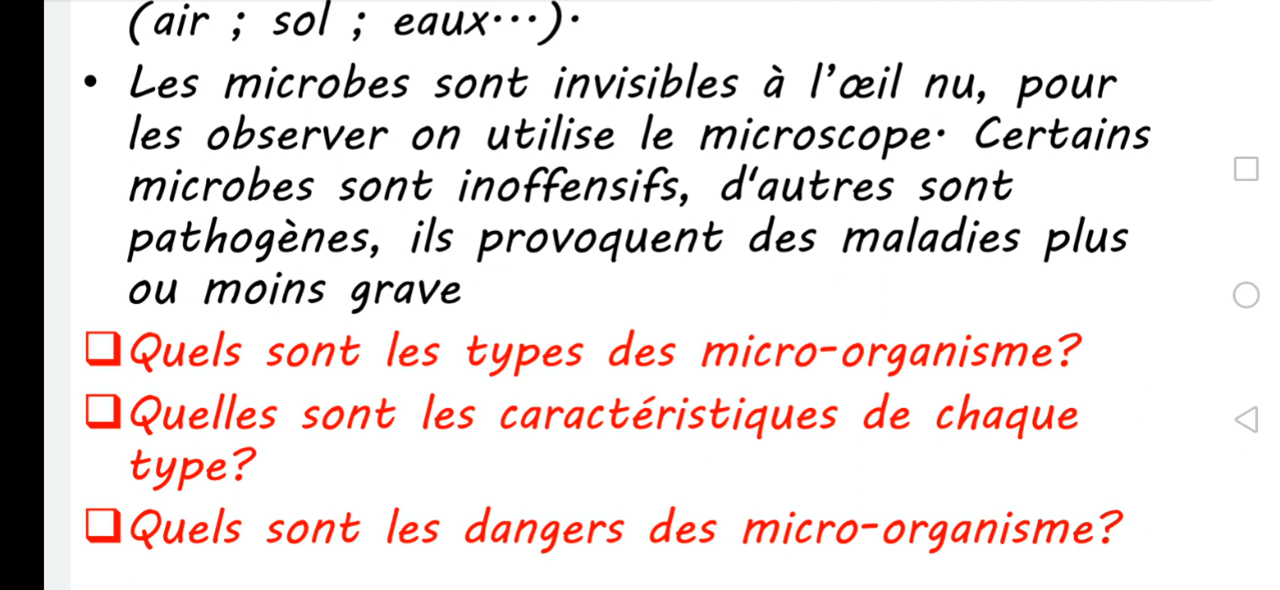 (air ; sol ; eaux...).
• Les microbes sont invisibles à l’œil nu, pour
les observer on utilise le microscope. Certains
microbes sont inoffensifs, d'autres sont
pathogènes, ils provoquent des maladies plus
ou moins grave
❑Quels sont les types des micro-organisme?
❑Quelles sont les caractéristiques de chaque
type?
❑Quels sont les dangers des micro-organisme?